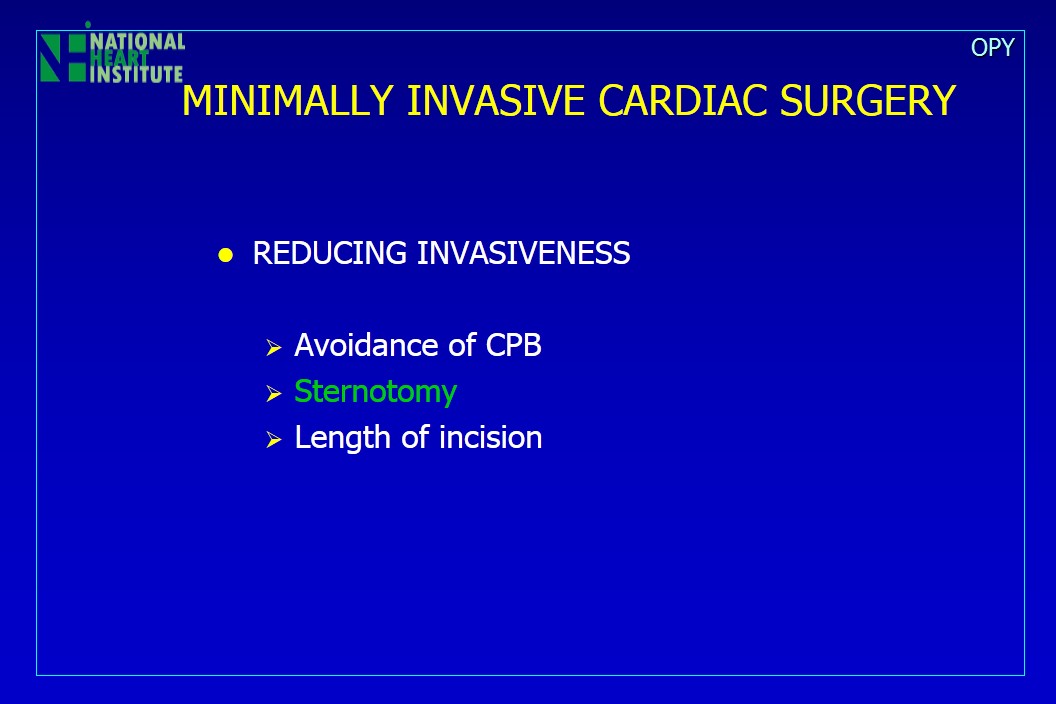 NATIONAL
HEART
INSTITUTE
OPY
MINIMALLY INVASIVE CARDIAC SURGERY
REDUCING INVASIVENESS
Avoidance of CPB
Sternotomy
Length of incision